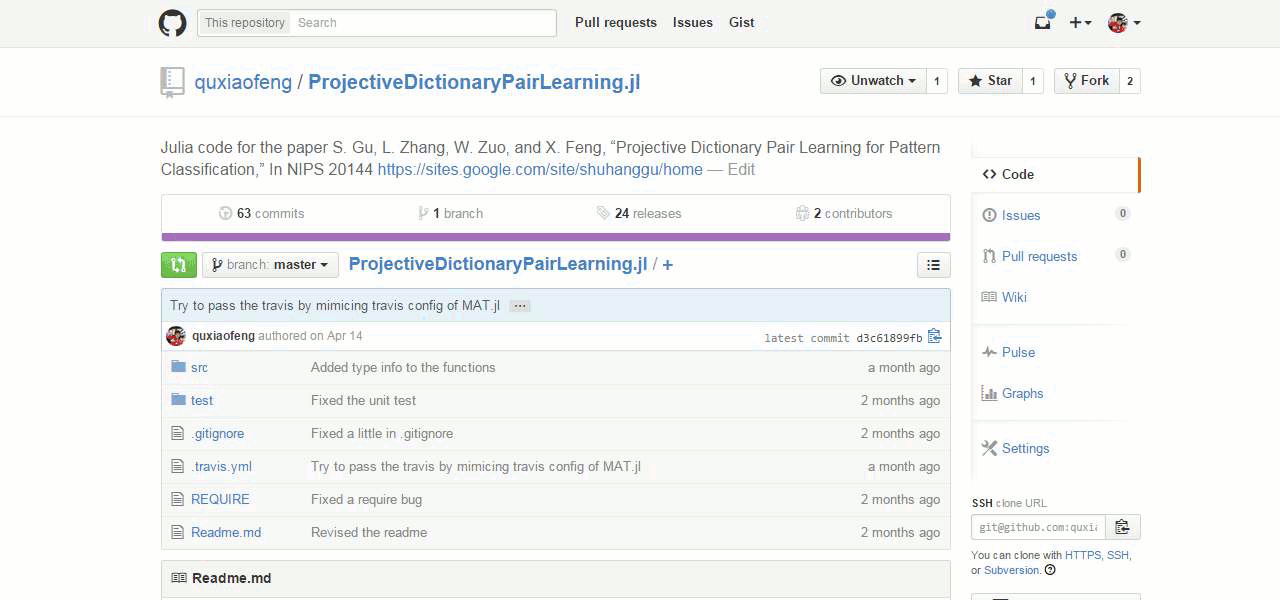 This repository Search Pull requests Issues Gist
quxiaofeng / ProjectiveDictionaryPairLearning.jl
Unwatch 1 Star 1 Fork 2
Julia code for the paper S. Gu, L. Zhang, W. Zuo, and X. Feng, “Projective Dictionary Pair Learning for Pattern
Classification,” In NIPS 20144 https://sites.google.com/site/shuhanggu/home — Edit
63 commits 1 branch 24 releases 2 contributors
branch: master ProjectiveDictionaryPairLearning.jl / +
Try to pass the travis by mimicing travis config of MAT.jl ...
quxiaofeng authored on Apr 14 latest commit d3c61899fb
src Added type info to the functions a month ago
test Fixed the unit test 2 months ago
.gitignore Fixed a little in .gitignore 2 months ago
.travis.yml Try to pass the travis by mimicing travis config of MAT.jl a month ago
REQUIRE Fixed a require bug 2 months ago
Readme.md Revised the readme 2 months ago
Readme.md
Code
Issues 0
Pull requests 0
Wiki
Pulse
Graphs
Settings
SSH clone URL
git@github.com:quxia
You can clone with HTTPS, SSH,
or Subversion.